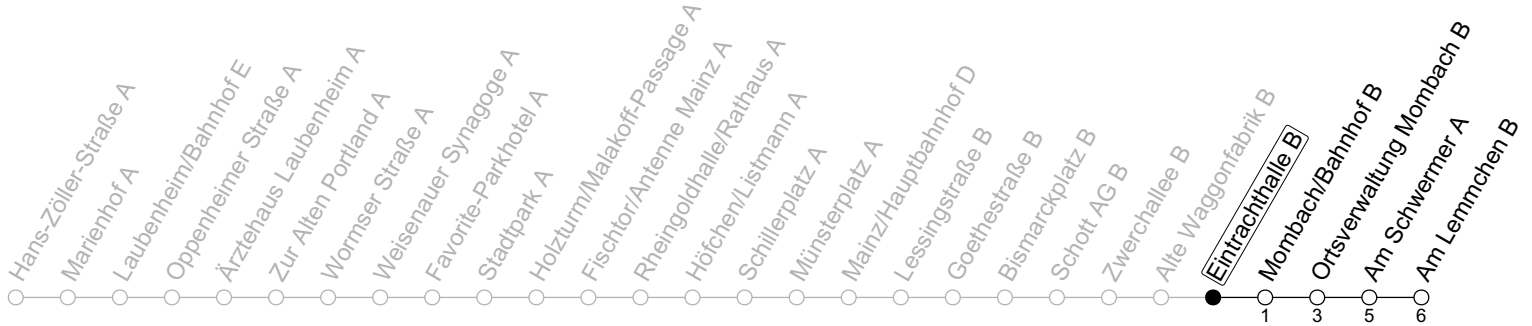 Hans-Zöller-Straße A
Marienhof A
Laubenheim/Bahnhof E
Oppenheimer Straße A
Ärztehaus Laubenheim A
Zur Alten Portland A
Wormser Straße A
Weisenauer Synagoge A
Favorite-Parkhotel A
Stadtpark A
Holzturm/Malakoff-Passage A
Fischtor/Antenne Mainz A
Rheingoldhalle/Rathaus A
Höfchen/Listmann A
Schillerplatz A
Münsterplatz A
Mainz/Hauptbahnhof D
Lessingstraße B
Goethestraße B
Bismarckplatz B
Schott AG B
Zwerchallee B
Alte Waggonfabrik B
Eintrachthalle B
Mombach/Bahnhof B
Ortsverwaltung Mombach B
Am Schwermer A
Am Lemmchen B
1 3 5 6